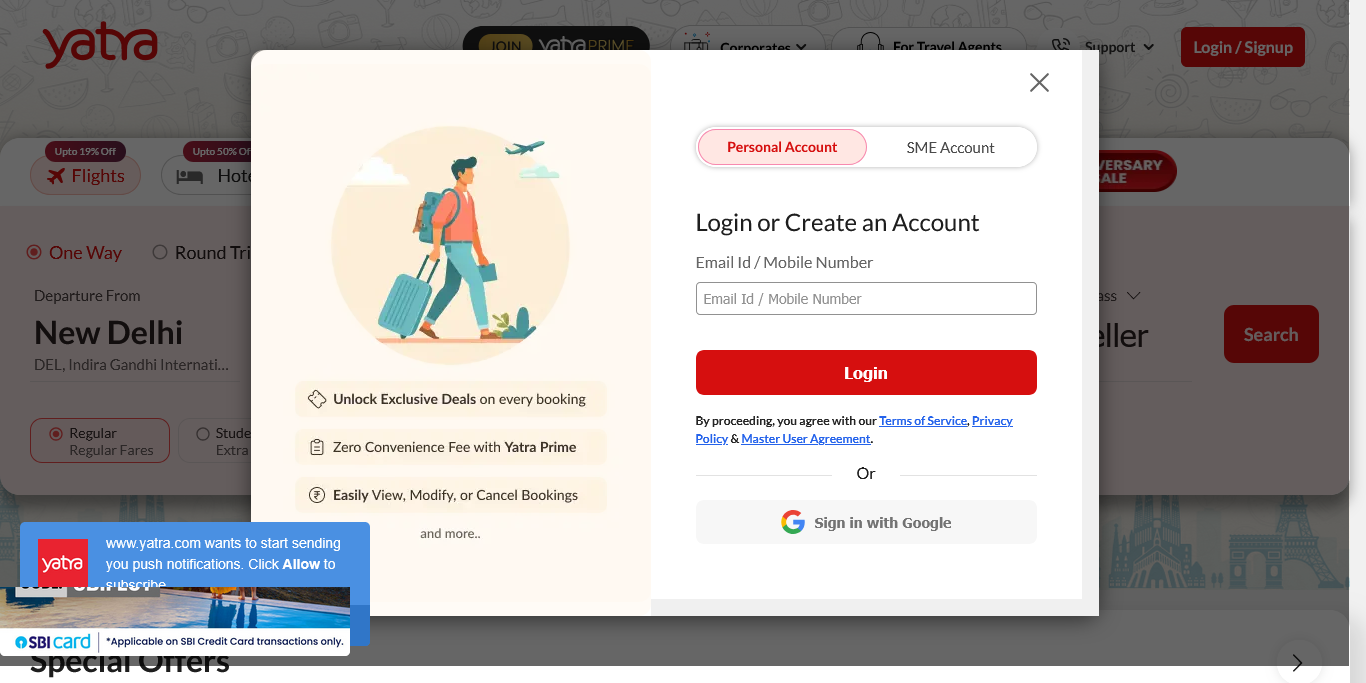 yatra
JOIN yatra PRIME
Corporates
For Travel Agents
Support
Login / Signup
Upto 19% Off
Flights
Upto 50% Of
Hote
VERSARY
ALE
One Way
Round Tri
Departure From
New Delhi
DEL, Indira Gandhi Internati...
ass
eller
Search
Regular
Regular Fares
Stude
Extra
Unlock Exclusive Deals on every booking
Zero Convenience Fee with Yatra Prime
Easily View, Modify, or Cancel Bookings
and more..
Personal Account
SME Account
Login or Create an Account
Email Id / Mobile Number
Email Id / Mobile Number
Login
By proceeding, you agree with our Terms of Service, Privacy
Policy & Master User Agreement.
Or
Sign in with Google
yatra
www.yatra.com wants to start sending
you push notifications. Click Allow to
subscribe
SBI card
*Applicable on SBI Credit Card transactions only.
Special Offers